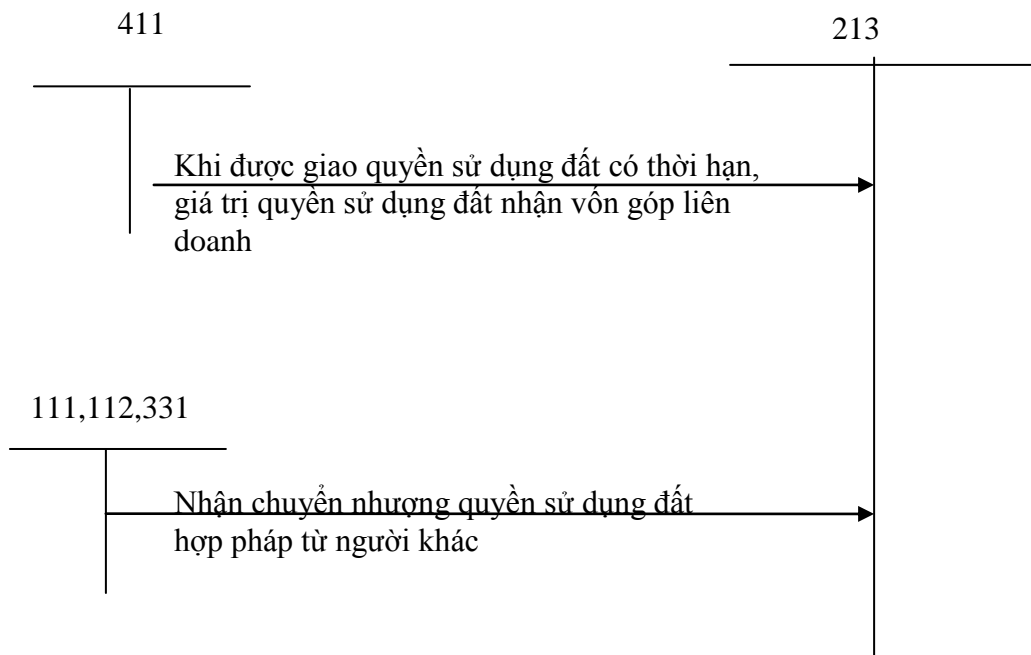 411
213
Khi được giao quyền sử dụng đất có thời hạn,
giá trị quyền sử dụng đất nhận vốn góp liên
doanh
111,112,331
Nhận chuyển nhượng quyền sử dụng đất
hợp pháp từ người khác